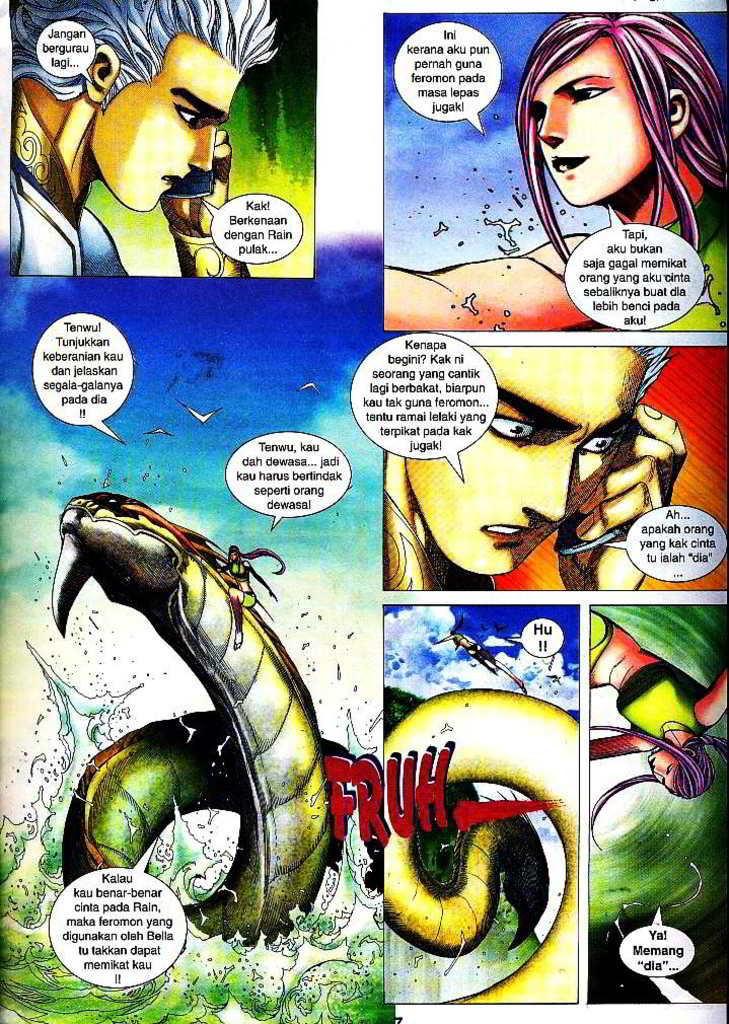 Jangan
bergurau
lagi...
Kak!
Berkenaan
dengan Rain
pulak...
Ini
kerana aku pun
pernah guna
feromon pada
masa lepas
jugak!
Tapi,
aku bukan
saja gagal memikat
orang yang aku cinta
sebaliknya buat dia
lebih benci pada
aku!
Tenwu!
Tunjukkan
keberanian kau
dan jelaskan
segala-galanya
pada dia
!!
Tenwu, kau
dah dewasa... jadi
kau harus bertindak
seperti orang
dewasa!
Kalau
kau benar-benar
cinta pada Rain,
maka feromon yang
digunakan oleh Bella
tu takkan dapat
memikat kau
!!
Kenapa
begini? Kak ni
seorang yang cantik
lagi berbakat, biarpun
kau tak guna feromon...
tentu ramai lelaki yang
terpikat pada kak
jugak!
Ah...
apakah orang
yang kak cinta
tu ialah "dia"
...
Hu
!!
FRUH
Ya!
Memang
"dia"...
7